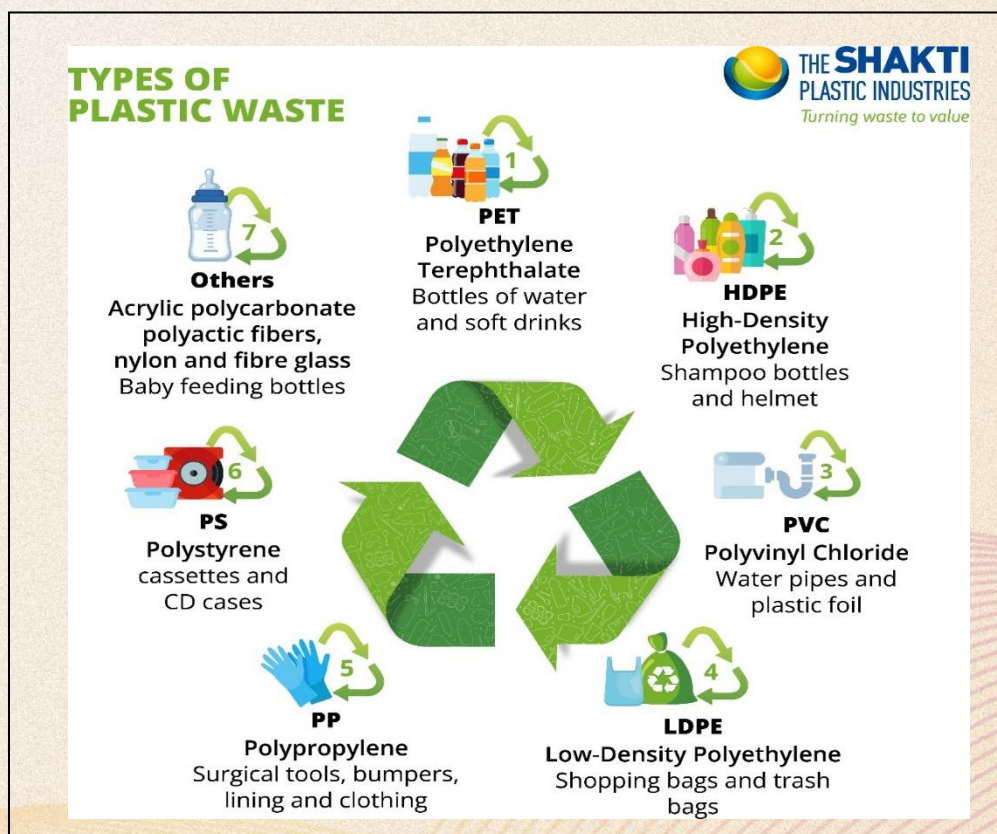 TYPES OF
PLASTIC WASTE
THE SHAKTI
PLASTIC INDUSTRIES
Turning waste to value
1
PET
Polyethylene
Terephthalate
Bottles of water
and soft drinks
2
HDPE
High-Density
Polyethylene
Shampoo bottles
and helmet
3
PVC
Polyvinyl Chloride
Water pipes and
plastic foil
4
LDPE
Low-Density Polyethylene
Shopping bags and trash
bags
5
PP
Polypropylene
Surgical tools, bumpers,
lining and clothing
6
PS
Polystyrene
cassettes and
CD cases
7
Others
Acrylic polycarbonate
polyactic fibers,
nylon and fibre glass
Baby feeding bottles